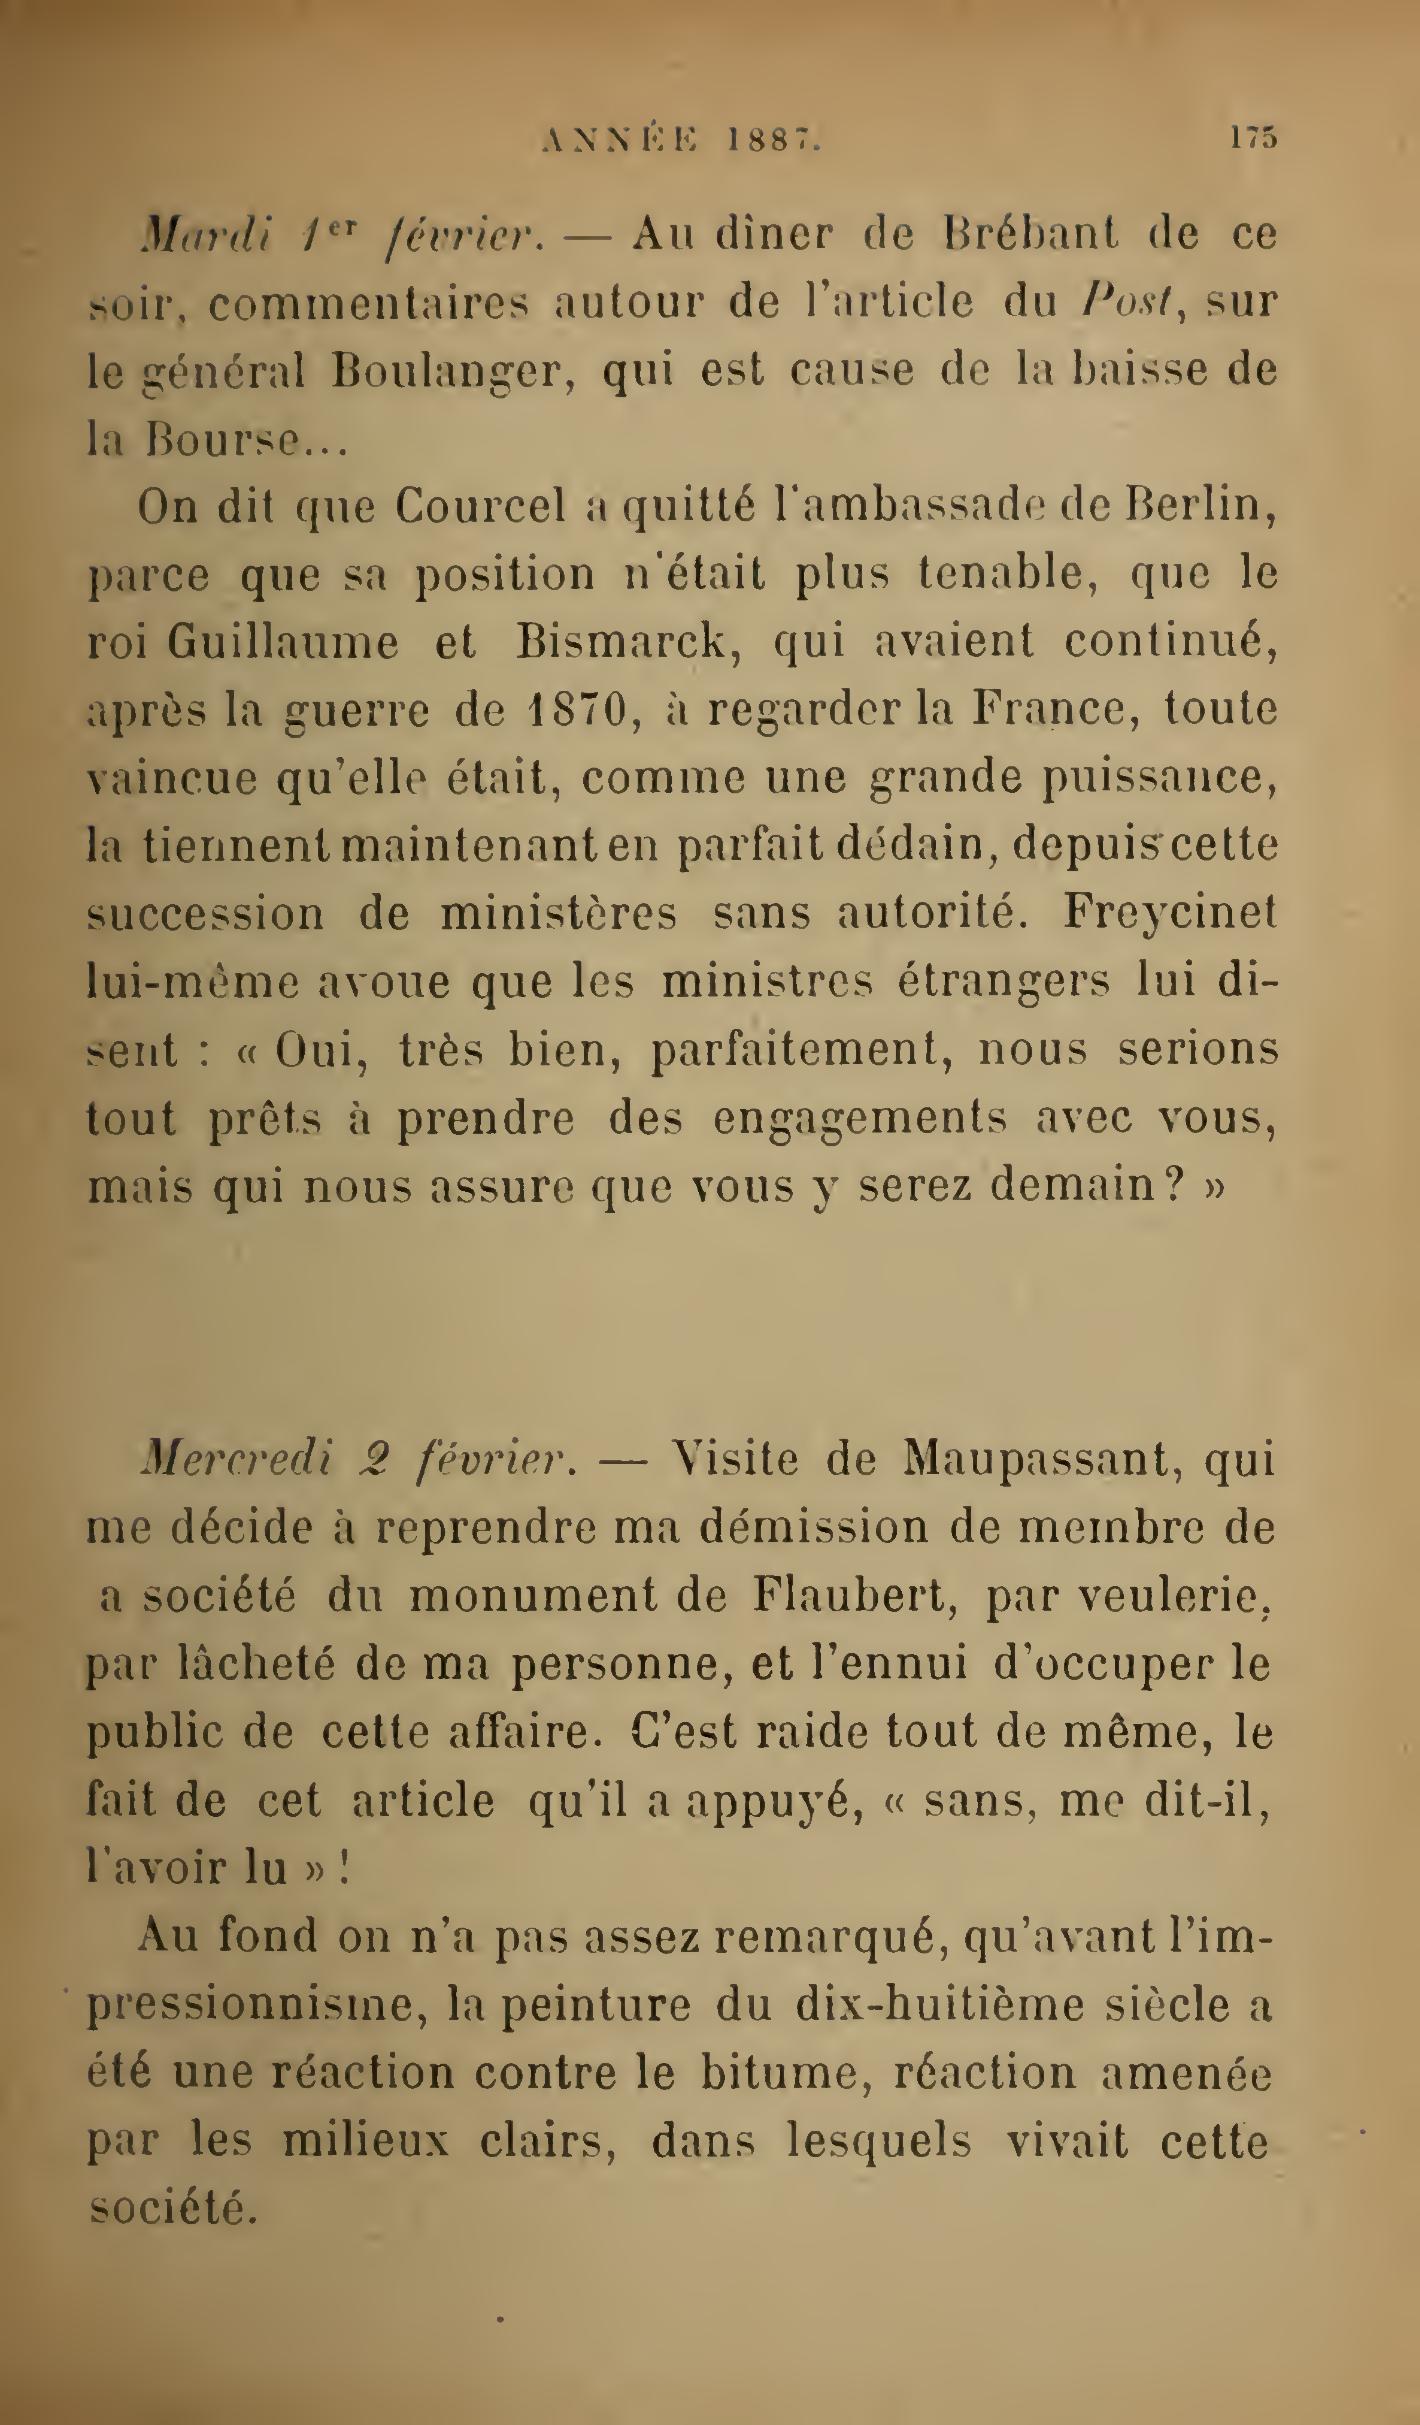 ANNÉE 1887. 175
Mardi 1er février. — Au dîner de Brébant de ce
soir, commentaires autour de l'article du Post, sur
le général Boulanger, qui est cause de la baisse de
la Bourse...
On dit que Courcel a quitté l'ambassade de Berlin,
parce que sa position n'était plus tenable, que le
roi Guillaume et Bismarck, qui avaient continué,
après la guerre de 1870, à regarder la France, toute
vaincue qu'elle était, comme une grande puissance,
la tiennent maintenant en parfait dédain, depuis cette
succession de ministères sans autorité. Freycinet
lui-même avoue que les ministres étrangers lui di-
sent : « Oui, très bien, parfaitement, nous serions
tout prêts à prendre des engagements avec vous,
mais qui nous assure que vous y serez demain ? »
Mercredi 2 février. — Visite de Maupassant, qui
me décide à reprendre ma démission de membre de
a société du monument de Flaubert, par veulerie,
par lâcheté de ma personne, et l'ennui d'occuper le
public de cette affaire. C'est raide tout de même, le
fait de cet article qu'il a appuyé, « sans, me dit-il,
l'avoir lu » !
Au fond on n'a pas assez remarqué, qu'avant l'im-
pressionnisme, la peinture du dix-huitième siècle a
été une réaction contre le bitume, réaction amenée
par les milieux clairs, dans lesquels vivait cette
société.